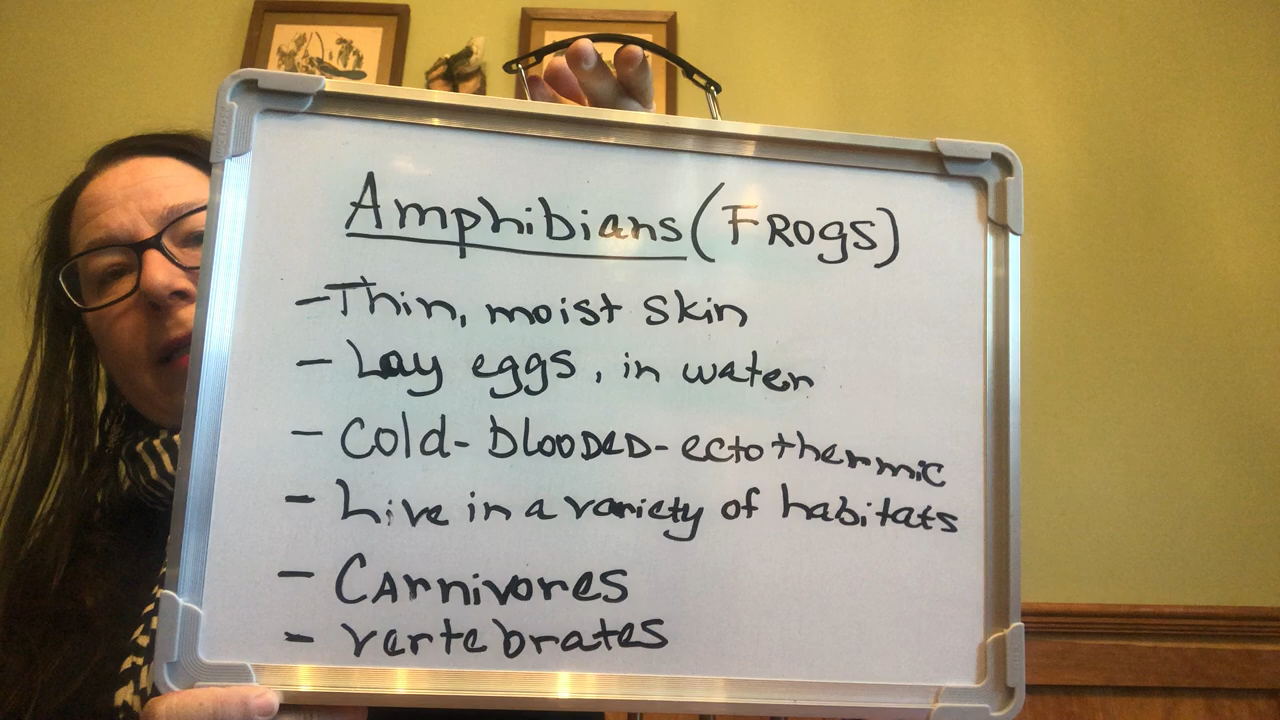 Amphibians (FROgS)
- Thin, moist skin
- Lay eggs, in water
- Cold-BLOODED-ectothermic
- Live in a variety of habitats
- Carnivores
- vertebrates